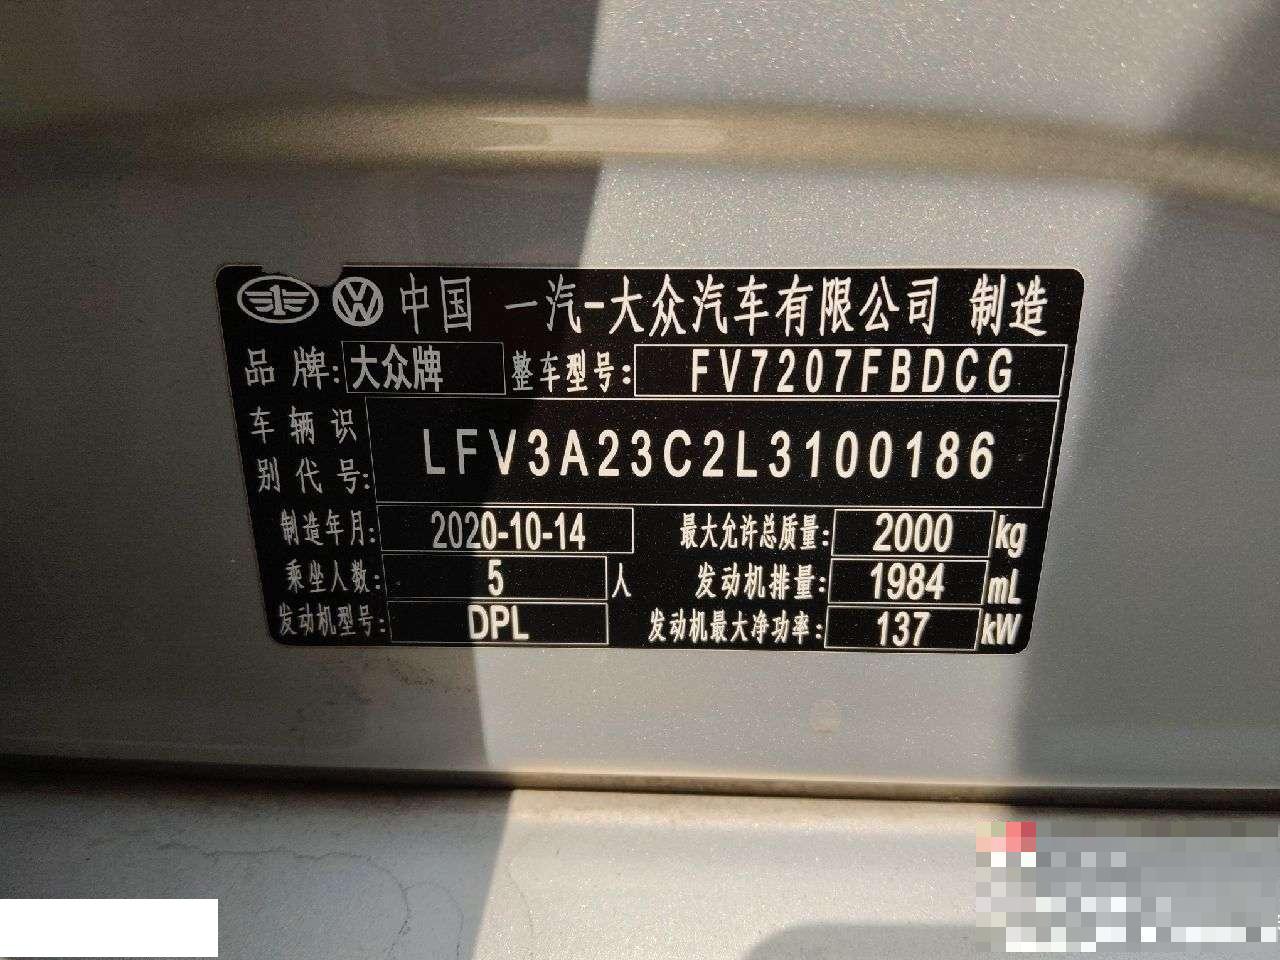 中国 一汽-大众汽车有限公司 制造
品牌: 大众牌 整车型号: FV7207FBDCG
车辆识别代号: LFV3A23C2L3100186
制造年月: 2020-10-14 最大允许总质量: 2000 kg
乘坐人数: 5 人 发动机排量: 1984 mL
发动机型号: DPL 发动机最大净功率: 137 kW